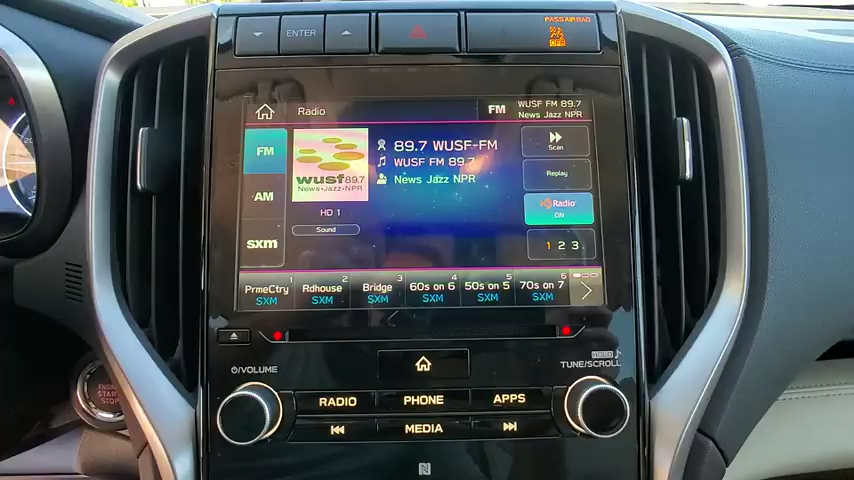 ENTER
PASS AIR BAG
OFF
Radio
FM
WUSF FM 89.7
News Jazz NPR
FM
AM
sxm
wusf 89.7
News•Jazz•NPR
HD 1
Sound
89.7 WUSF-FM
WUSF FM 89.7
News Jazz NPR
Scan
Replay
HD Radio
ON
1 2 3
1
PrmeCtry
SXM
2
Rdhouse
SXM
3
Bridge
SXM
4
60s on 6
SXM
5
50s on 5
SXM
6
70s on 7
SXM
VOLUME
TUNE/SCROLL
RADIO
PHONE
APPS
MEDIA
ENGINE
START
STOP
N
20